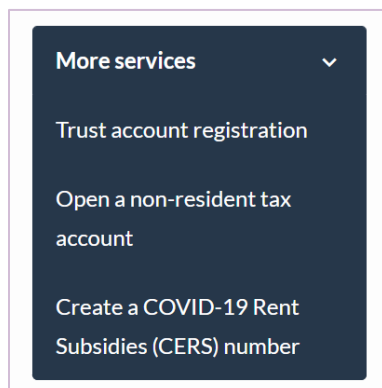 More services
Trust account registration
Open a non-resident tax
account
Create a COVID-19 Rent
Subsidies (CERS) number